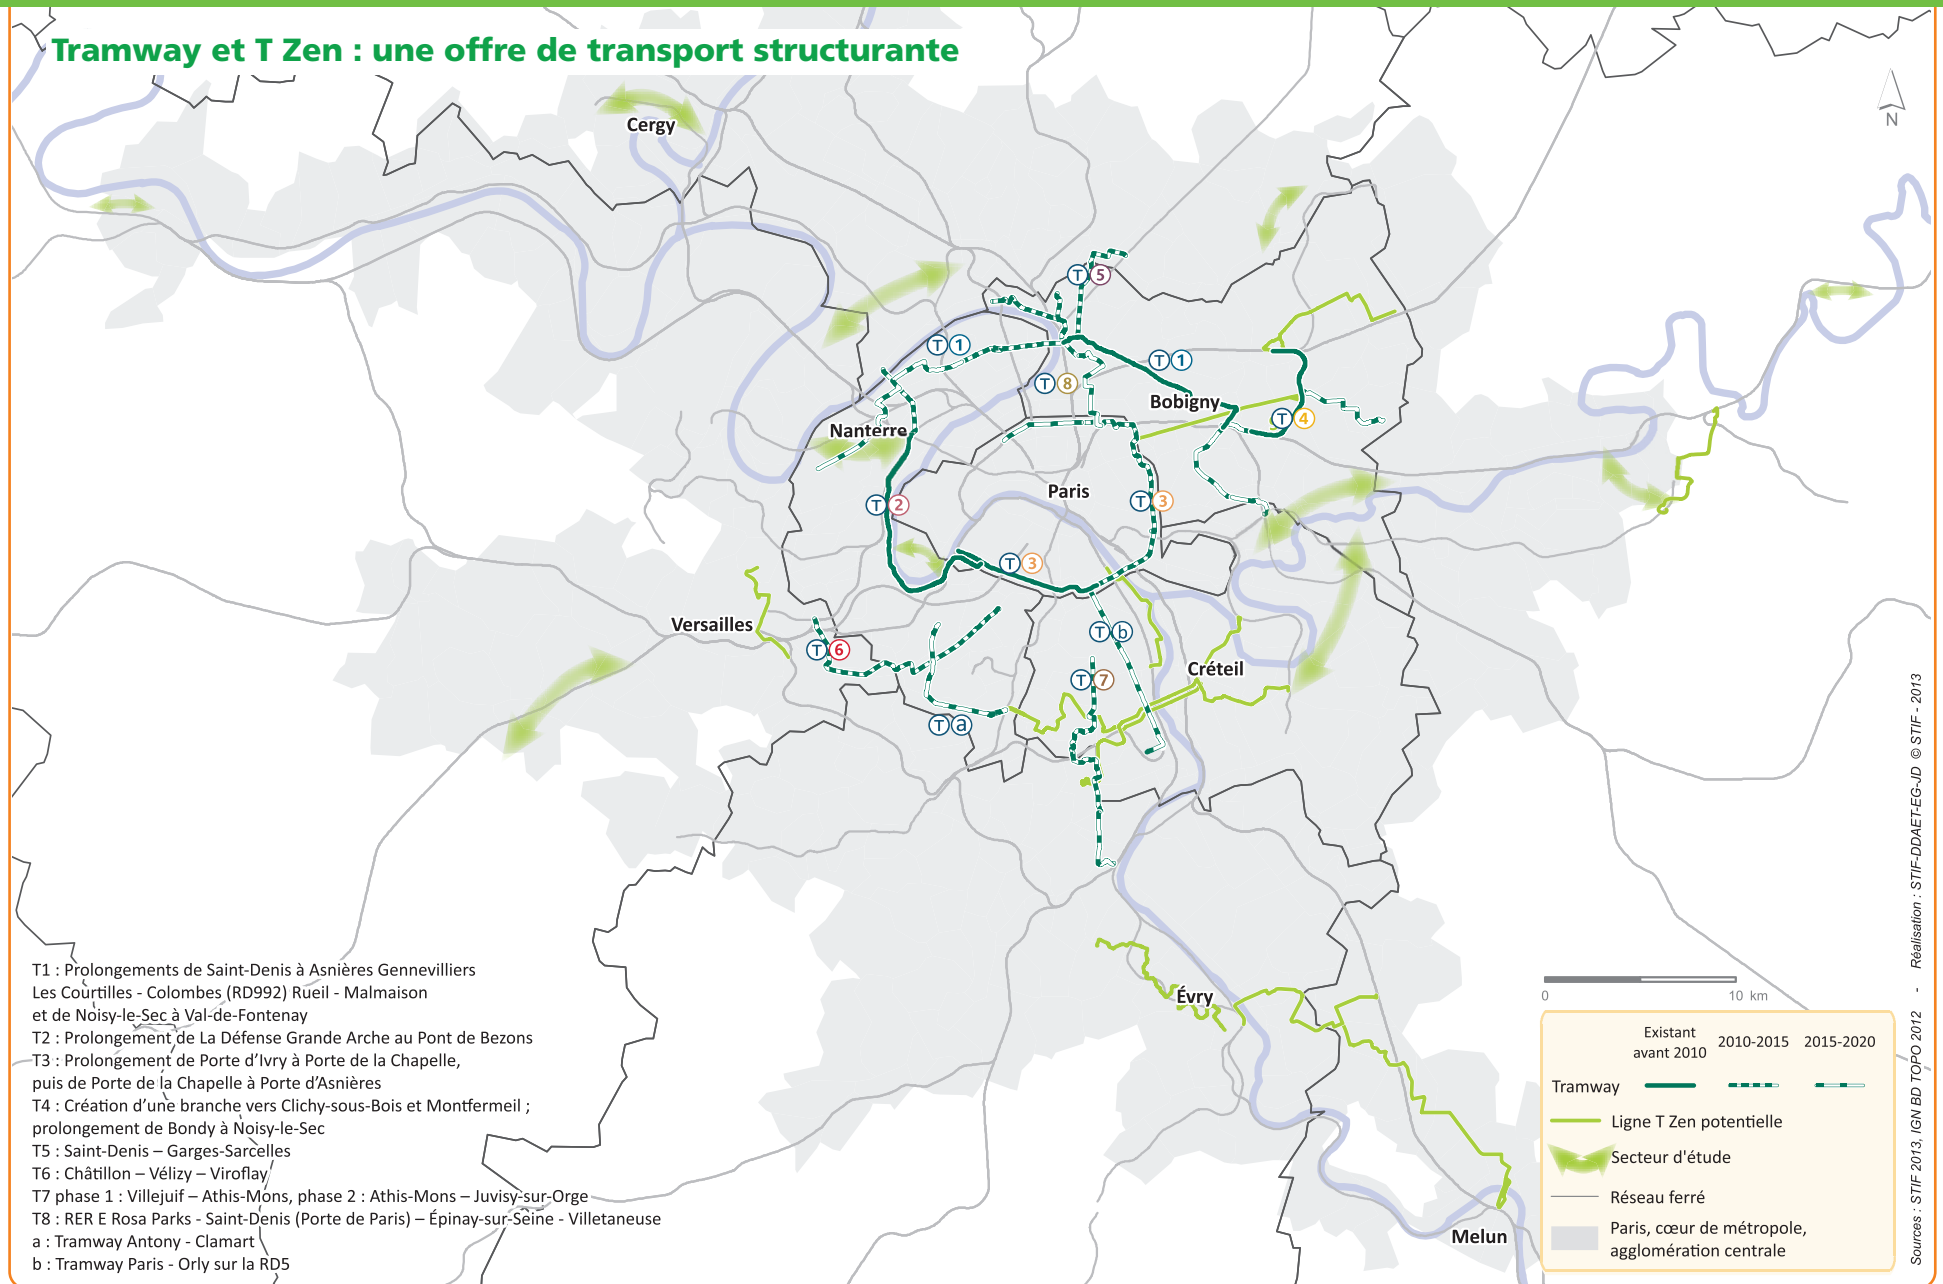 Tramway et T Zen : une offre de transport structurante
N
Cergy
T 5
T 1
T 1
T 8
Bobigny
T 4
Nanterre
Paris
T 2
T 3
T 3
Versailles
T 6
T b
Créteil
T 7
T a
Évry
Melun
T1 : Prolongements de Saint-Denis à Asnières Gennevilliers
Les Courtilles - Colombes (RD992) Rueil - Malmaison
et de Noisy-le-Sec à Val-de-Fontenay
T2 : Prolongement de La Défense Grande Arche au Pont de Bezons
T3 : Prolongement de Porte d’Ivry à Porte de la Chapelle,
puis de Porte de la Chapelle à Porte d’Asnières
T4 : Création d’une branche vers Clichy-sous-Bois et Montfermeil ;
prolongement de Bondy à Noisy-le-Sec
T5 : Saint-Denis – Garges-Sarcelles
T6 : Châtillon – Vélizy – Viroflay
T7 phase 1 : Villejuif – Athis-Mons, phase 2 : Athis-Mons – Juvisy-sur-Orge
T8 : RER E Rosa Parks - Saint-Denis (Porte de Paris) – Épinay-sur-Seine - Villetaneuse
a : Tramway Antony - Clamart
b : Tramway Paris - Orly sur la RD5
0 10 km
Existant
avant 2010 2010-2015 2015-2020
Tramway
Ligne T Zen potentielle
Secteur d'étude
Réseau ferré
Paris, cœur de métropole,
agglomération centrale
Sources : STIF 2013, IGN BD TOPO 2012 - Réalisation : STIF-DDAET-EG-JD © STIF - 2013